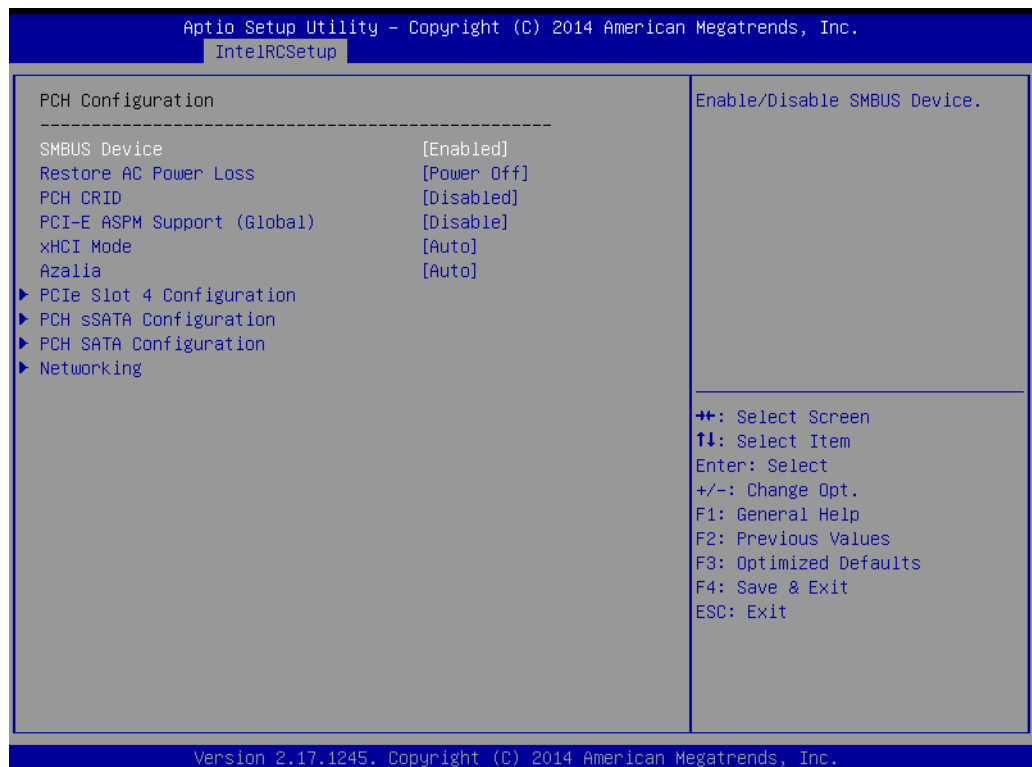 Aptio Setup Utility – Copyright (C) 2014 American Megatrends, Inc.
IntelRCSetup
PCH Configuration
--------------------------------------------------
SMBUS Device [Enabled]
Restore AC Power Loss [Power Off]
PCH CRID [Disabled]
PCI-E ASPM Support (Global) [Disable]
xHCI Mode [Auto]
Azalia [Auto]
▶ PCIe Slot 4 Configuration
▶ PCH sSATA Configuration
▶ PCH SATA Configuration
▶ Networking
Enable/Disable SMBUS Device.
→←: Select Screen
↑↓: Select Item
Enter: Select
+/-: Change Opt.
F1: General Help
F2: Previous Values
F3: Optimized Defaults
F4: Save & Exit
ESC: Exit
Version 2.17.1245. Copyright (C) 2014 American Megatrends, Inc.